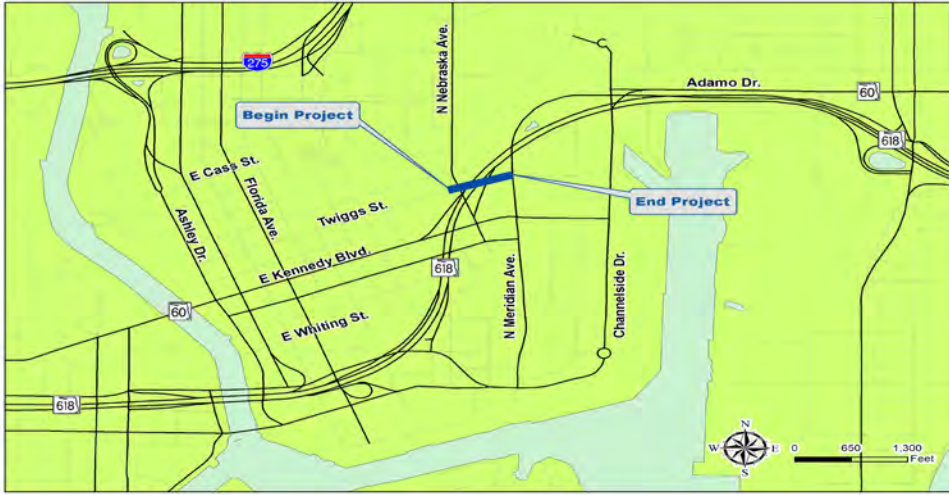 275
N Nebraska Ave.
Adamo Dr.
60
Begin Project
618
E Cass St.
Florida Ave.
Twiggs St.
End Project
Ashley Dr.
E Kennedy Blvd.
618
N Meridian Ave.
Channelside Dr.
60
E Whiting St.
618
N
W E
S
0 650 1,300
Feet